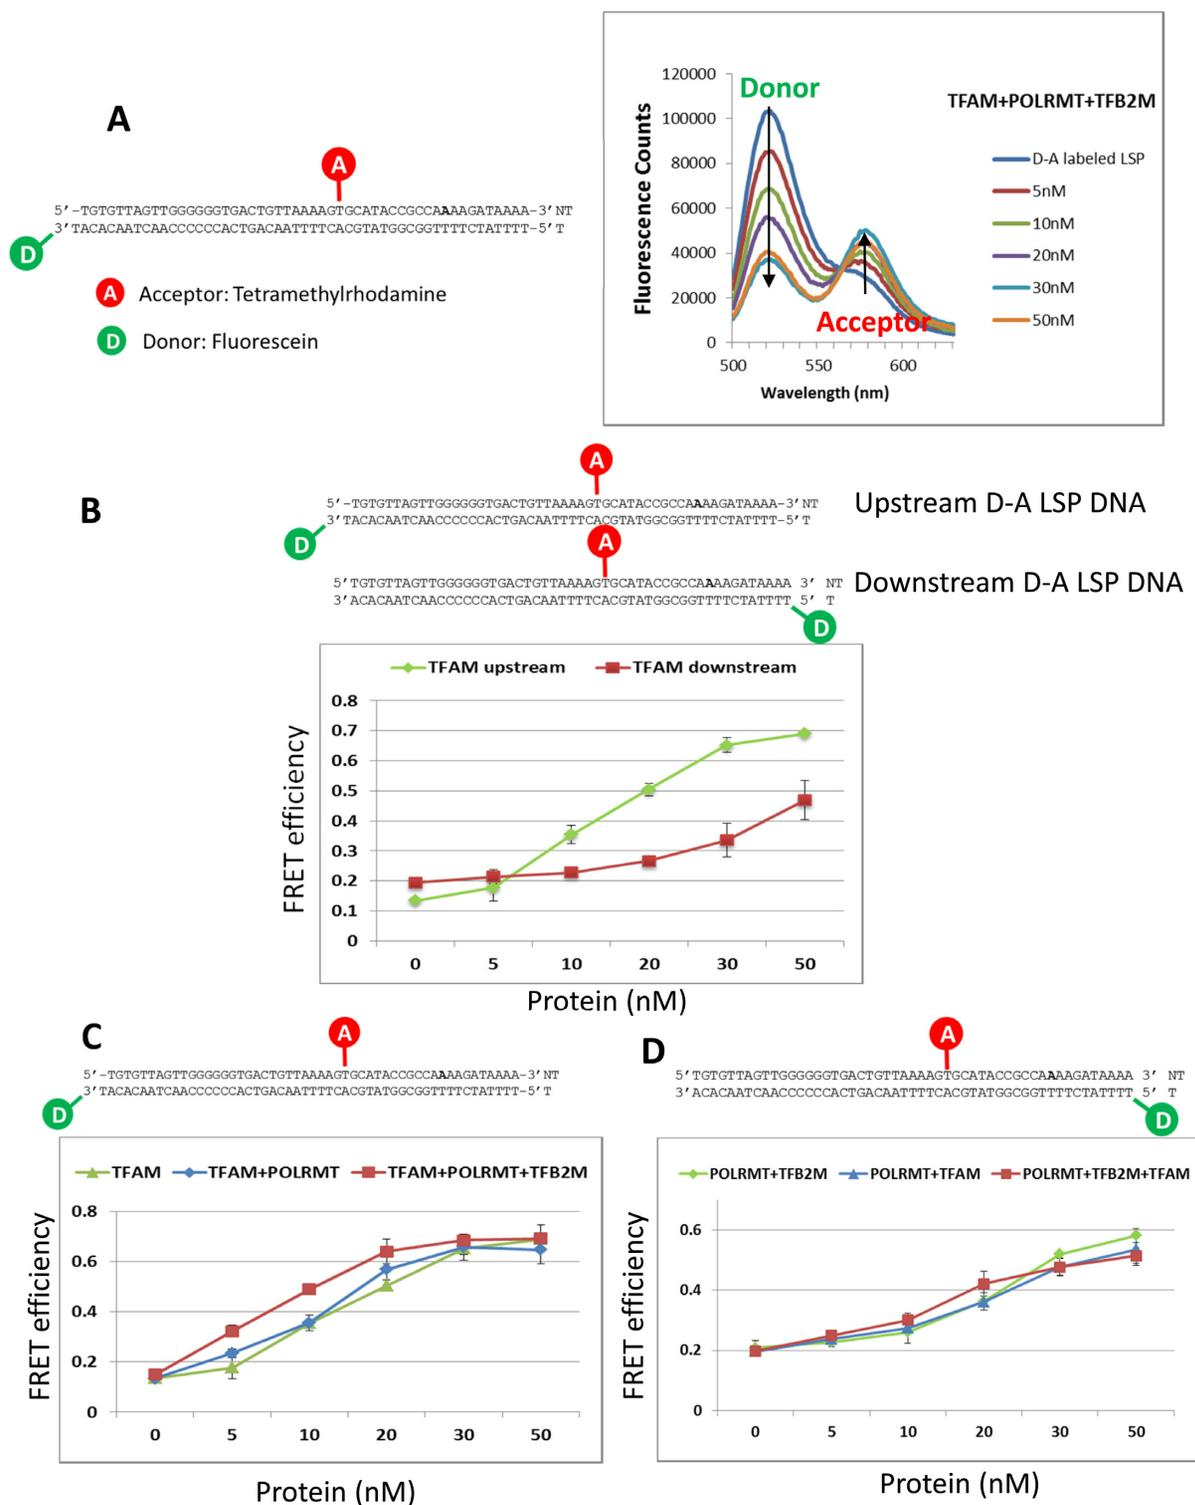 A
A
5’-TGTGTTAGTTGGGGGGTGACTGTTAAAAGTGCATACCGCCAAAAGATAAAA-3’NT
3’TACACAATCAACCCCCCACTGACAATTTTCACGTATGGCGGTTTTCTATTTT-5’T
D
A Acceptor: Tetramethylrhodamine
D Donor: Fluorescein
Fluorescence Counts
120000
100000
80000
60000
40000
20000
0
Donor
Acceptor
500 550 600
Wavelength (nm)
TFAM+POLRMT+TFB2M
D-A labeled LSP
5nM
10nM
20nM
30nM
50nM
B
A
5’-TGTGTTAGTTGGGGGGTGACTGTTAAAAGTGCATACCGCCAAAAGATAAAA-3’NT
3’TACACAATCAACCCCCCACTGACAATTTTCACGTATGGCGGTTTTCTATTTT-5’T
D
Upstream D-A LSP DNA
A
5’TGTGTTAGTTGGGGGGTGACTGTTAAAAGTGCATACCGCCAAAAGATAAAA 3’ NT
3’ACACAATCAACCCCCCACTGACAATTTTCACGTATGGCGGTTTTCTATTTT 5’ T
D
Downstream D-A LSP DNA
TFAM upstream TFAM downstream
FRET efficiency
0.8
0.7
0.6
0.5
0.4
0.3
0.2
0.1
0
0 5 10 20 30 50
Protein (nM)
C
A
5’-TGTGTTAGTTGGGGGGTGACTGTTAAAAGTGCATACCGCCAAAAGATAAAA-3’NT
3’TACACAATCAACCCCCCACTGACAATTTTCACGTATGGCGGTTTTCTATTTT-5’T
D
TFAM TFAM+POLRMT TFAM+POLRMT+TFB2M
FRET efficiency
0.8
0.6
0.4
0.2
0
0 5 10 20 30 50
Protein (nM)
D
A
5’TGTGTTAGTTGGGGGGTGACTGTTAAAAGTGCATACCGCCAAAAGATAAAA 3’ NT
3’ACACAATCAACCCCCCACTGACAATTTTCACGTATGGCGGTTTTCTATTTT 5’ T
D
POLRMT+TFB2M POLRMT+TFAM POLRMT+TFB2M+TFAM
FRET efficiency
0.6
0.4
0.2
0
0 5 10 20 30 50
Protein (nM)